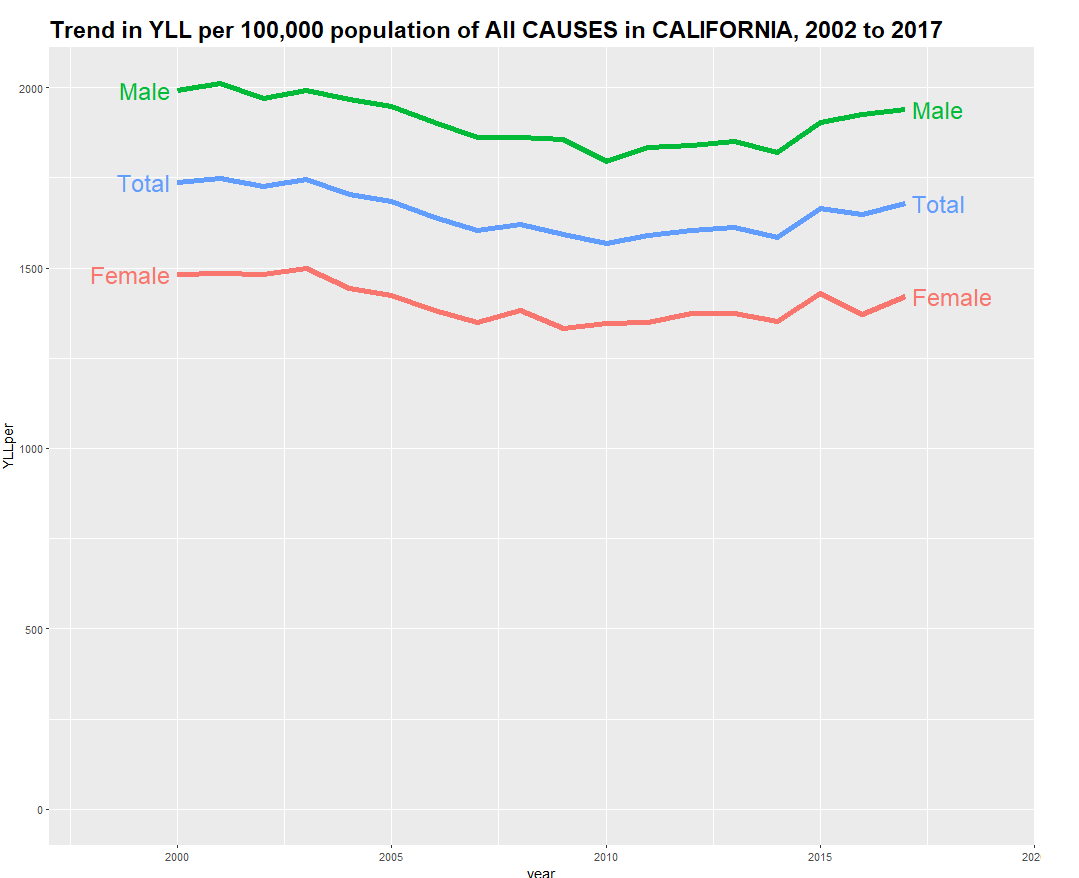 Trend in YLL per 100,000 population of All CAUSES in CALIFORNIA, 2002 to 2017
2000
Male
Male
Total
Total
1500
Female
Female
YLLper
1000
500
0
2000 2005 2010 2015 202
year